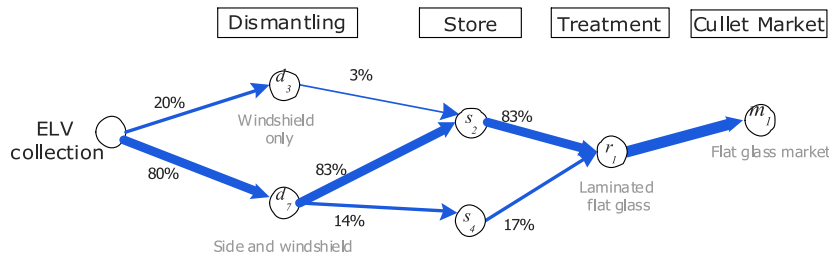 Dismantling
Store
Treatment
Cullet Market
d3
3%
20%
Windshield
only
ELV
collection
s2
83%
m1
r1
Flat glass market
80%
83%
d7
14%
Laminated
flat glass
s4
17%
Side and windshield